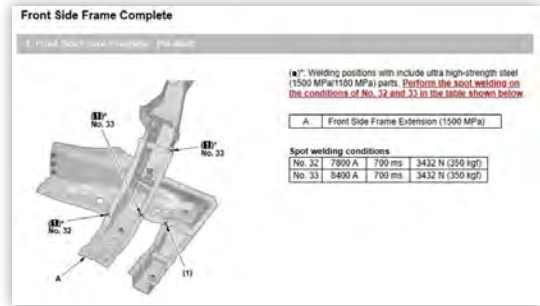 Front Side Frame Complete
(■)*: Welding positions with include ultra high-strength steel
(1500 MPa/1180 MPa) parts. Perform the spot welding on
the conditions of No. 32 and 33 in the table shown below.
A Front Side Frame Extension (1500 MPa)
Spot welding conditions
No. 32 7800 A 700 ms 3432 N (350 kgf)
No. 33 8400 A 700 ms 3432 N (350 kgf)
No. 33
No. 33
No. 32
A
(1)